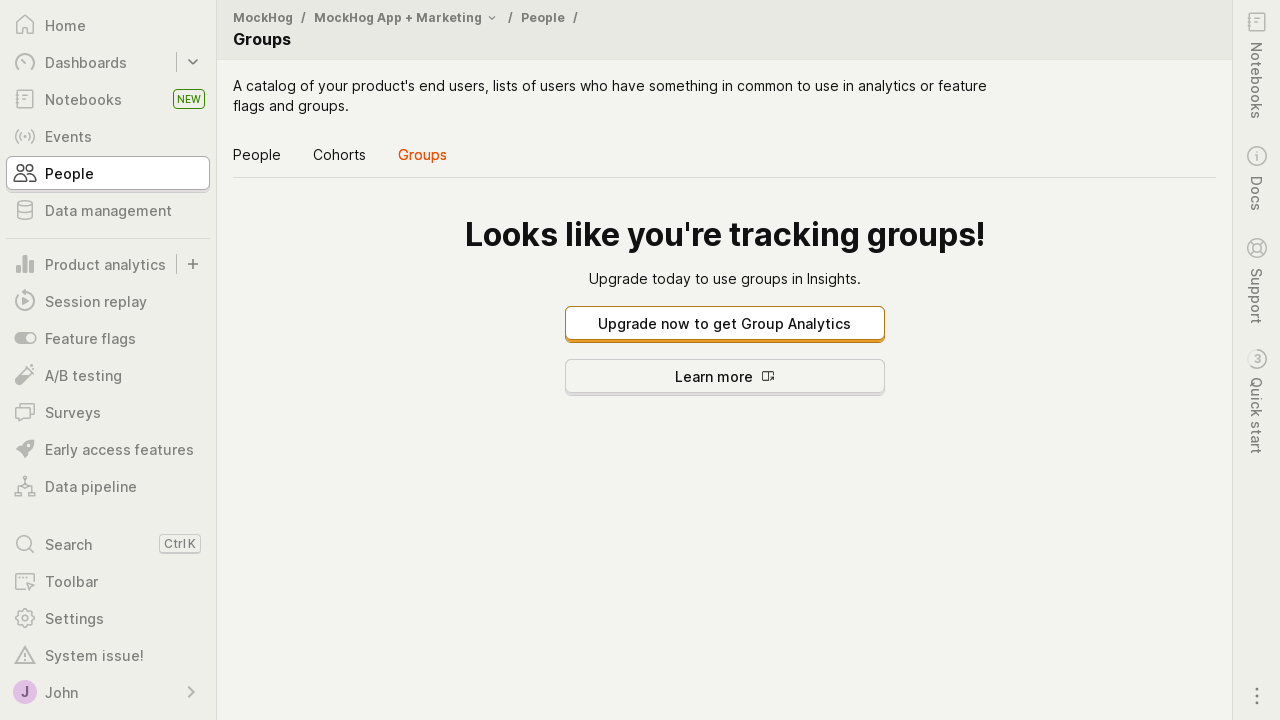 Home
Dashboards
Notebooks NEW
Events
People
Data management
Product analytics
Session replay
Feature flags
A/B testing
Surveys
Early access features
Data pipeline
Search Ctrl K
Toolbar
Settings
System issue!
J John
MockHog / MockHog App + Marketing / People /
Groups
A catalog of your product's end users, lists of users who have something in common to use in analytics or feature
flags and groups.
People Cohorts Groups
Looks like you're tracking groups!
Upgrade today to use groups in Insights.
Upgrade now to get Group Analytics
Learn more
Notebooks
Docs
Support
3 Quick start